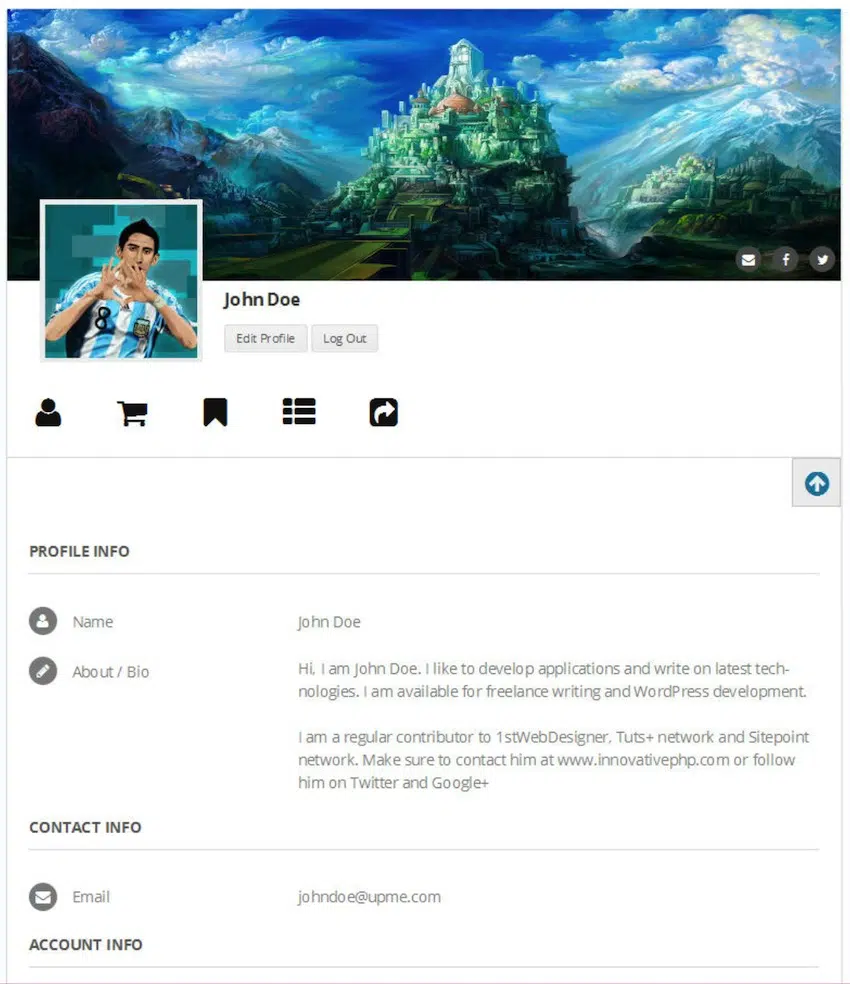 John Doe
Edit Profile
Log Out
PROFILE INFO
Name
John Doe
About / Bio
Hi, I am John Doe. I like to develop applications and write on latest tech-
nologies. I am available for freelance writing and WordPress development.
I am a regular contributor to 1stWebDesigner, Tuts+ network and Sitepoint
network. Make sure to contact him at www.innovativephp.com or follow
him on Twitter and Google+
CONTACT INFO
Email
johndoe@upme.com
ACCOUNT INFO
8